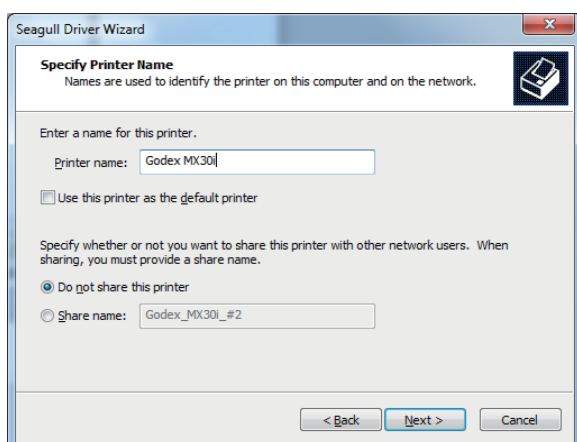 Seagull Driver Wizard
Specify Printer Name
Names are used to identify the printer on this computer and on the network.
Enter a name for this printer.
Printer name: Godex MX30i
Use this printer as the default printer
Specify whether or not you want to share this printer with other network users. When
sharing, you must provide a share name.
Do not share this printer
Share name: Godex_MX30i_#2
< Back Next > Cancel